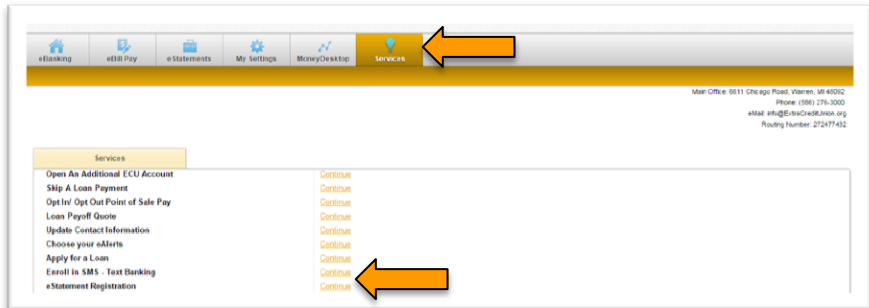 eBanking eBill Pay eStatements My Settings MoneyDesktop Services
Main Office: 6611 Chicago Road, Warren, MI 48092
Phone: (586) 276-3000
eMail: info@ExtraCreditUnion.org
Routing Number: 272477432
Services
Open An Additional ECU Account Continue
Skip A Loan Payment Continue
Opt In/ Opt Out Point of Sale Pay Continue
Loan Payoff Quote Continue
Update Contact Information Continue
Choose your eAlerts Continue
Apply for a Loan Continue
Enroll in SMS - Text Banking Continue
eStatement Registration Continue